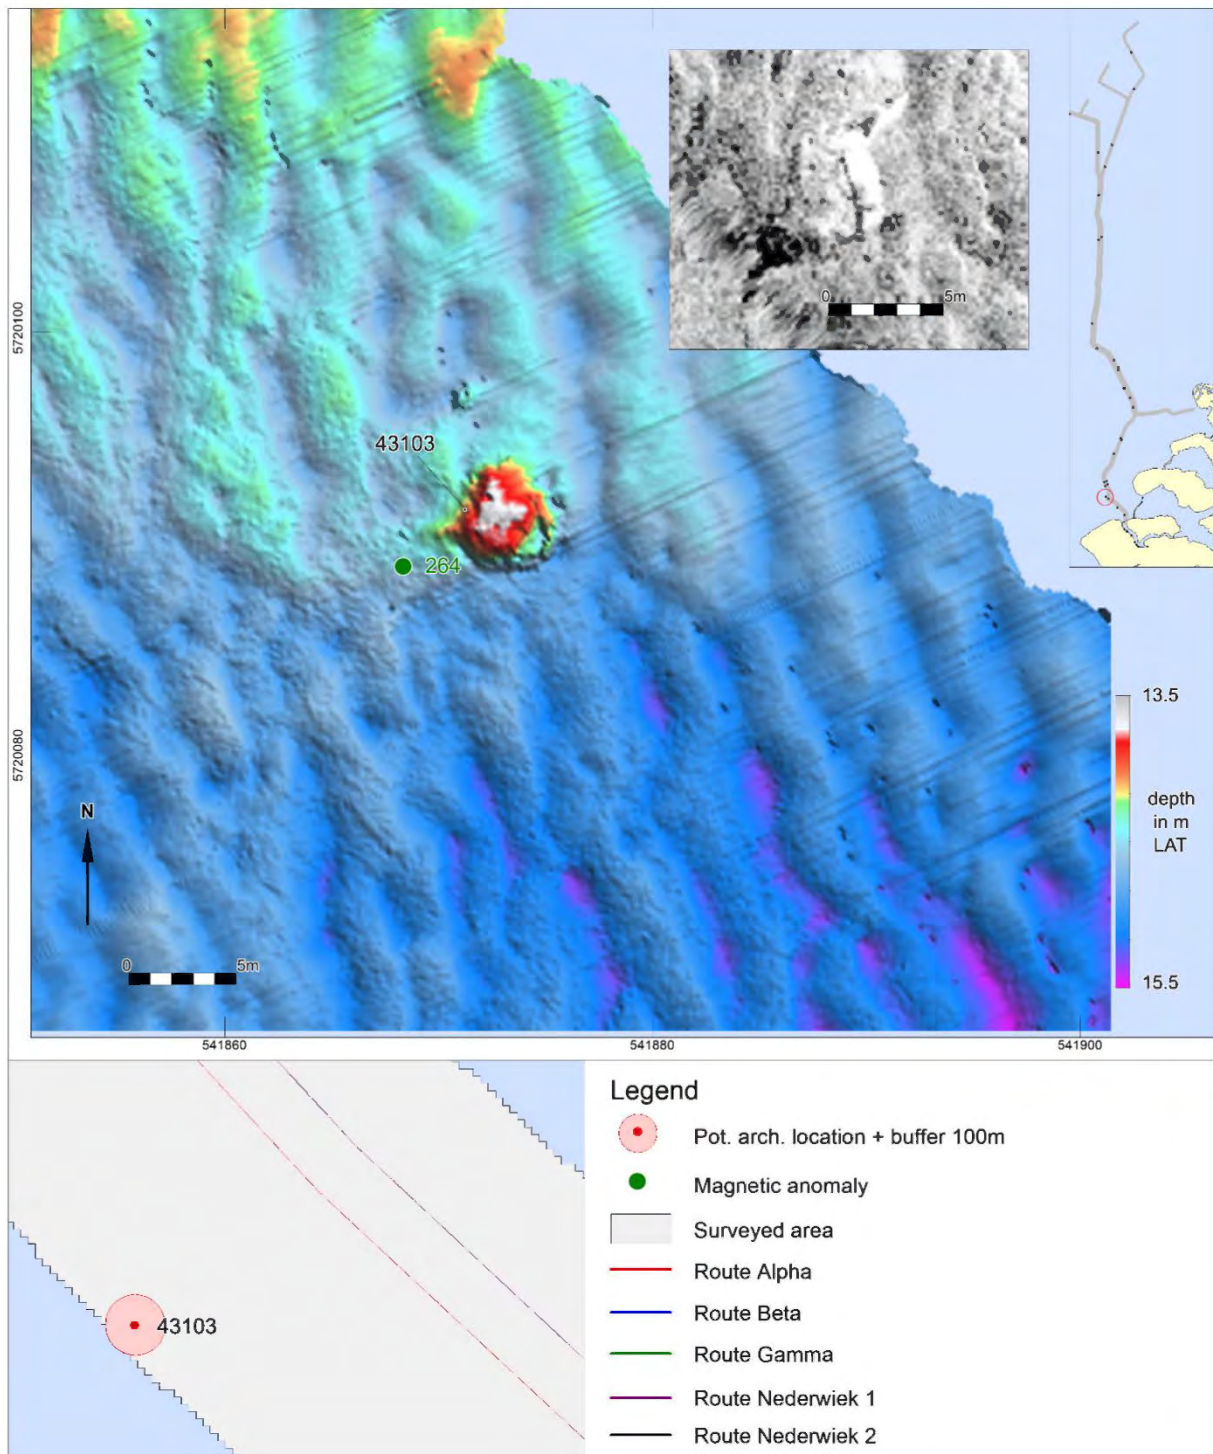 0
5m
5720100
43103
264
13.5
5720080
depth
in m
LAT
N
0
5m
15.5
541860
541880
541900
Legend
Pot. arch. location + buffer 100m
Magnetic anomaly
Surveyed area
Route Alpha
43103
Route Beta
Route Gamma
Route Nederwiek 1
Route Nederwiek 2